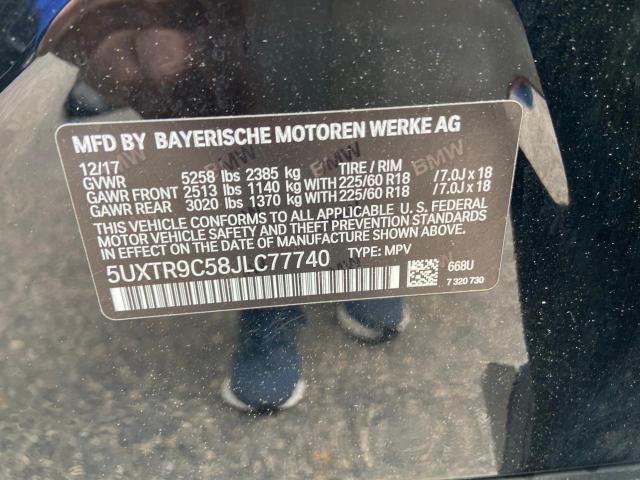 MFD BY BAYERISCHE MOTOREN WERKE AG
12/17 TIRE / RIM
GVWR 5258 lbs 2385 kg
GAWR FRONT 2513 lbs 1140 kg WITH 225/60 R18 /7.0J x 18
GAWR REAR 3020 lbs 1370 kg WITH 225/60 R18 /7.0J x 18
THIS VEHICLE CONFORMS TO ALL APPLICABLE U.S. FEDERAL
MOTOR VEHICLE SAFETY, BUMPER AND THEFT PREVENTION STANDARDS
IN EFFECT ON THE DATE OF MANUFACTURE SHOWN ABOVE.
5UXTR9C58JLC77740 TYPE: MPV
668U
7 320 730